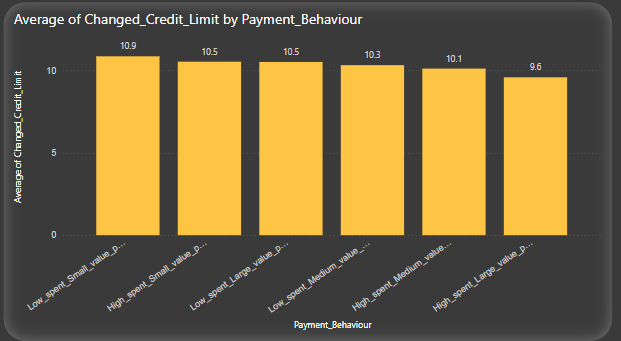 Average of Changed_Credit_Limit by Payment_Behaviour
Average of Changed_Credit_Limit
10
5
0
10.9
10.5
10.5
10.3
10.1
9.6
Low_spent_Small_value_p...
High_spent_Small_value_p...
Low_spent_Large_value_p...
Low_spent_Medium_value_...
High_spent_Medium_value...
High_spent_Large_value_p...
Payment_Behaviour